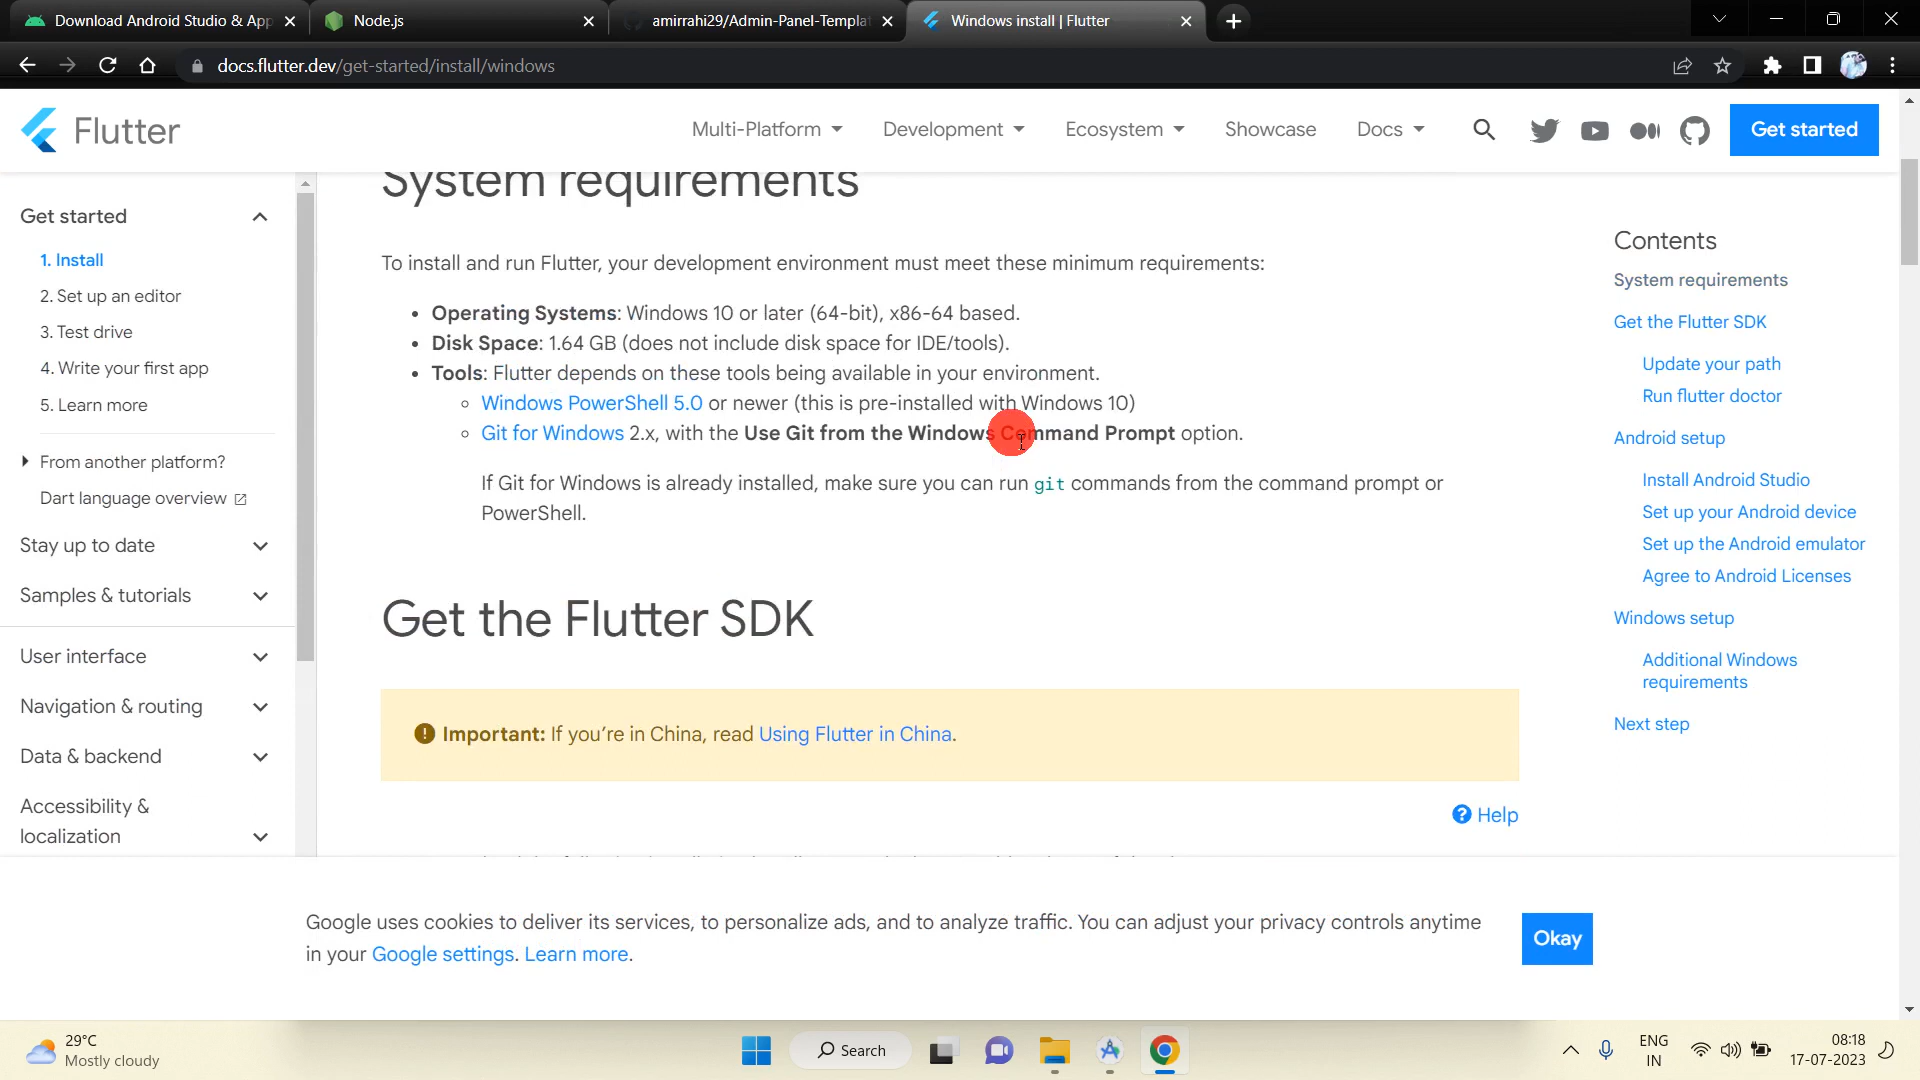 Download Android Studio & App
Node.js
amirrahi29/Admin-Panel-Templat
Windows install | Flutter
docs.flutter.dev/get-started/install/windows
Flutter
Multi-Platform
Development
Ecosystem
Showcase
Docs
Get started
Get started
1. Install
2. Set up an editor
3. Test drive
4. Write your first app
5. Learn more
From another platform?
Dart language overview
Stay up to date
Samples & tutorials
User interface
Navigation & routing
Data & backend
Accessibility &
localization
System requirements
To install and run Flutter, your development environment must meet these minimum requirements:
• Operating Systems: Windows 10 or later (64-bit), x86-64 based.
• Disk Space: 1.64 GB (does not include disk space for IDE/tools).
• Tools: Flutter depends on these tools being available in your environment.
Windows PowerShell 5.0 or newer (this is pre-installed with Windows 10)
Git for Windows 2.x, with the Use Git from the Windows Command Prompt option.
If Git for Windows is already installed, make sure you can run git commands from the command prompt or
PowerShell.
Get the Flutter SDK
Important: If you’re in China, read Using Flutter in China.
Help
Contents
System requirements
Get the Flutter SDK
Update your path
Run flutter doctor
Android setup
Install Android Studio
Set up your Android device
Set up the Android emulator
Agree to Android Licenses
Windows setup
Additional Windows
requirements
Next step
Google uses cookies to deliver its services, to personalize ads, and to analyze traffic. You can adjust your privacy controls anytime
in your Google settings. Learn more.
Okay
29°C
Mostly cloudy
Search
ENG
IN
08:18
17-07-2023